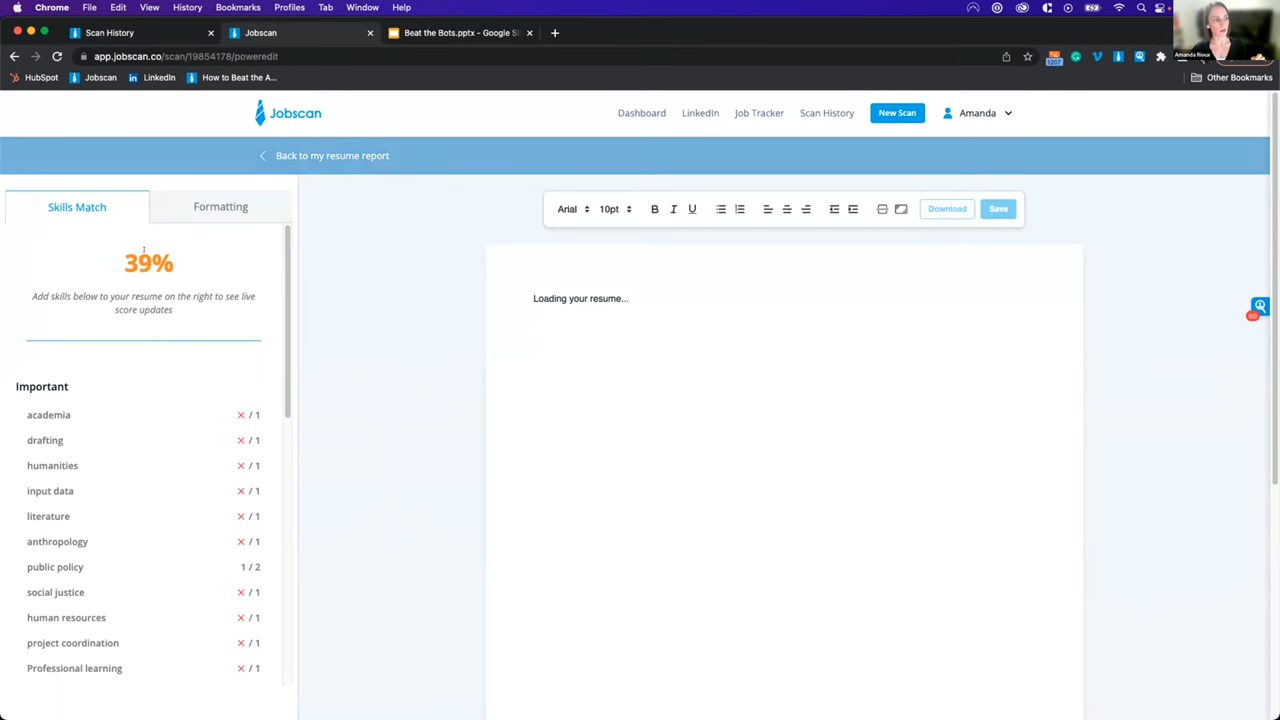 Chrome File Edit View History Bookmarks Profiles Tab Window Help
Scan History Jobscan Beat the Bots.pptx - Google Sl
app.jobscan.co/scan/19854178/poweredit
1207
HubSpot Jobscan LinkedIn How to Beat the A... Other Bookmarks
Amanda Rioux
Jobscan Dashboard LinkedIn Job Tracker Scan History New Scan Amanda
Back to my resume report
Skills Match Formatting
Arial 10pt B I U Download Save
39%
Add skills below to your resume on the right to see live
score updates
Loading your resume...
50
Important
academia X / 1
drafting X / 1
humanities X / 1
input data X / 1
literature X / 1
anthropology X / 1
public policy 1 / 2
social justice X / 1
human resources X / 1
project coordination X / 1
Professional learning X / 1